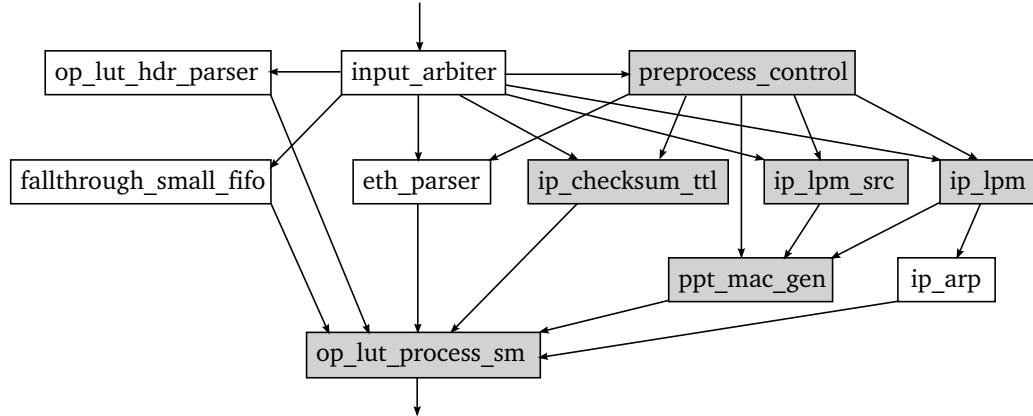 op_lut_hdr_parser
input_arbiter
preprocess_control
fallthrough_small_fifo
eth_parser
ip_checksum_ttl
ip_lpm_src
ip_lpm
ppt_mac_gen
ip_arp
op_lut_process_sm